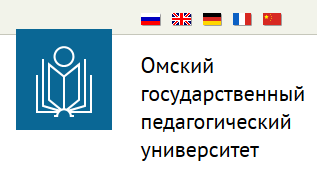 Омский
государственный
педагогический
университет